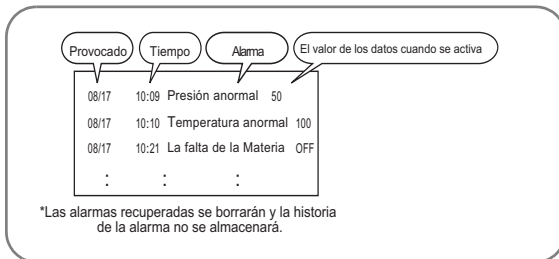 Provocado Tiempo Alarma El valor de los datos cuando se activa
08/17 10:09 Presión anormal 50
08/17 10:10 Temperatura anormal 100
08/17 10:21 La falta de la Materia OFF
: : :
*Las alarmas recuperadas se borrarán y la historia
de la alarma no se almacenará.